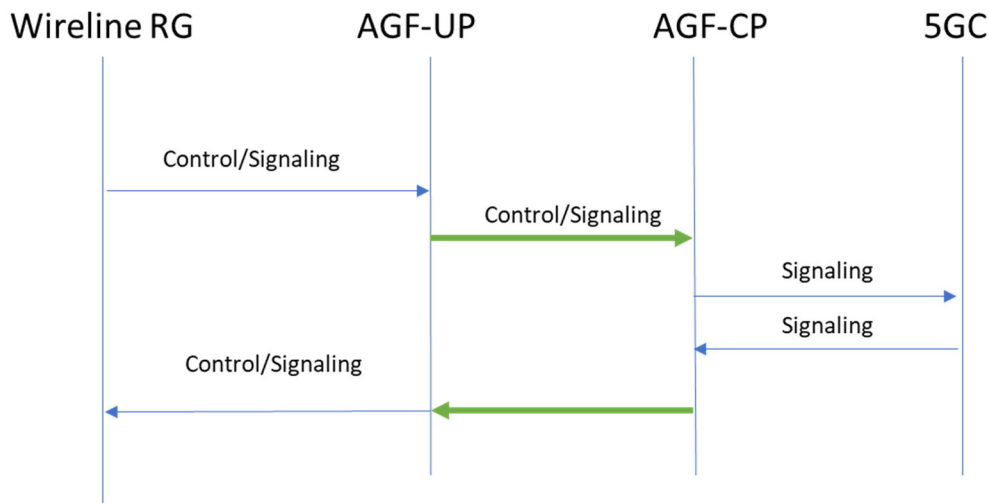 Wireline RG
AGF-UP
AGF-CP
5GC
Control/Signaling
Control/Signaling
Signaling
Signaling
Control/Signaling